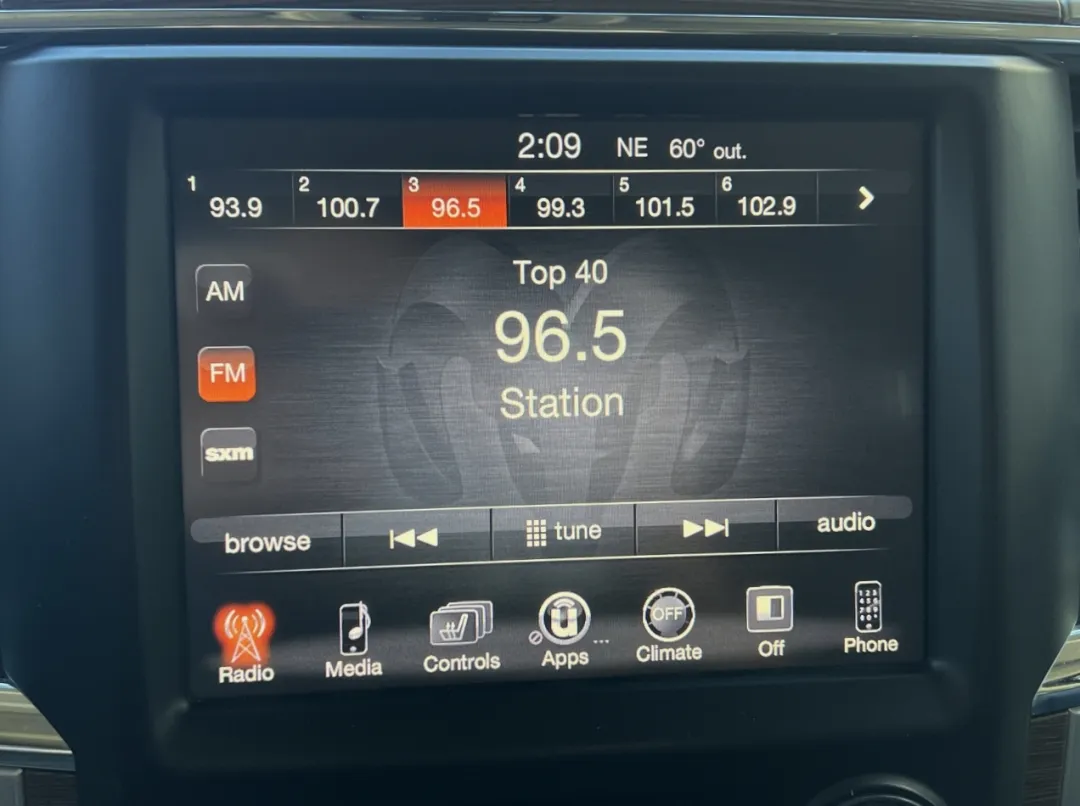 2:09 NE 60° out.
1 93.9 2 100.7 3 96.5 4 99.3 5 101.5 6 102.9
AM
Top 40
96.5
FM
Station
sxm
browse tune audio
OFF
Radio Media Controls Apps ... Climate Off Phone